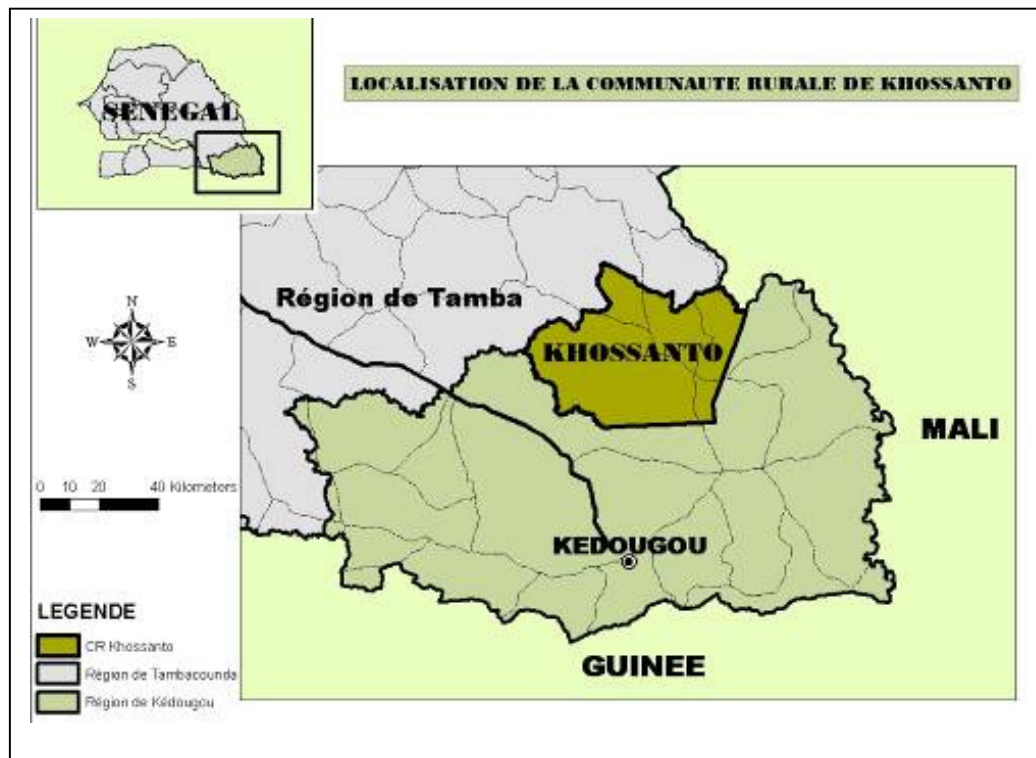 SENEGAL
LOCALISATION DE LA COMMUNAUTE RURALE DE KHOSSANTO
Région de Tamba
N
W E
S
KHOSSANTO
MALI
0 10 20 40 Kilometers
KEDOUGOU
GUINEE
LEGENDE
CR Khossanto
Région de Tambacounda
Région de Kédougou